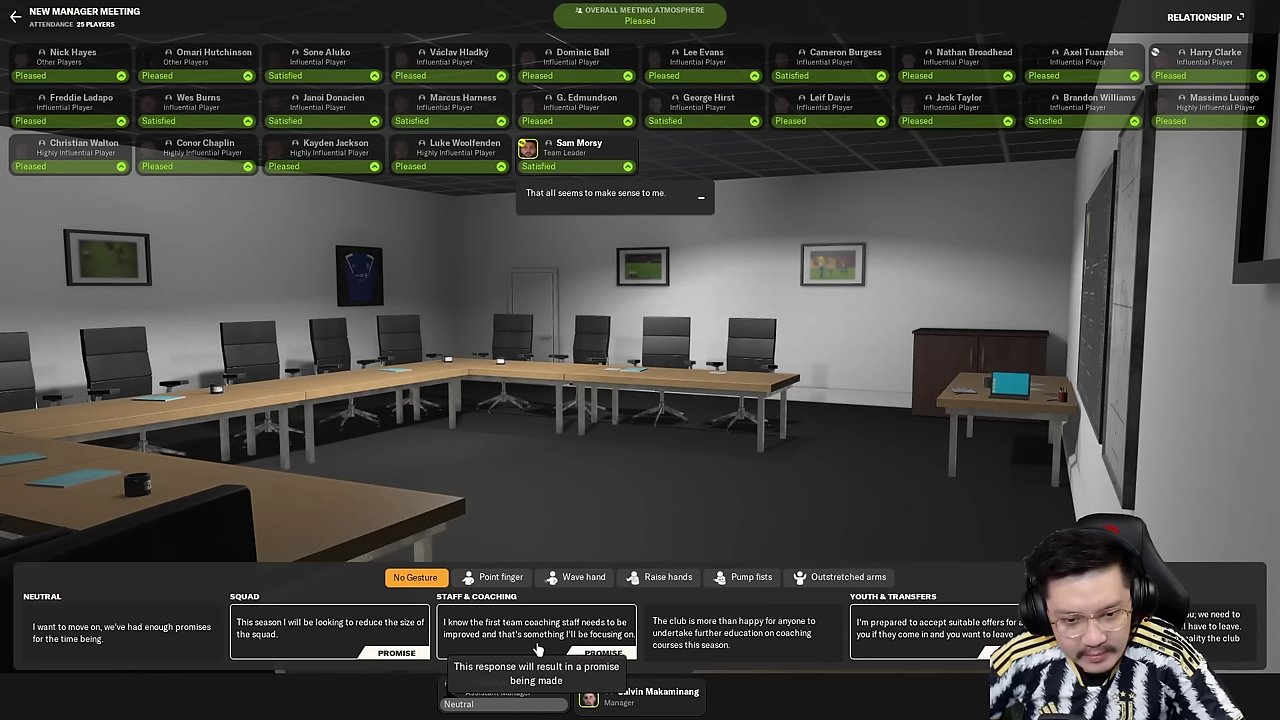 NEW MANAGER MEETING
ATTENDANCE 25 PLAYERS
OVERALL MEETING ATMOSPHERE
Pleased
RELATIONSHIP
Nick Hayes
Other Players
Pleased
Omari Hutchinson
Other Players
Pleased
Sone Aluko
Influential Player
Satisfied
Václav Hladký
Influential Player
Pleased
Dominic Ball
Influential Player
Pleased
Lee Evans
Influential Player
Pleased
Cameron Burgess
Influential Player
Satisfied
Nathan Broadhead
Influential Player
Pleased
Axel Tuanzebe
Influential Player
Pleased
Harry Clarke
Influential Player
Pleased
Freddie Ladapo
Influential Player
Pleased
Wes Burns
Influential Player
Satisfied
Janoi Donacien
Influential Player
Satisfied
Marcus Harness
Influential Player
Satisfied
G. Edmundson
Influential Player
Pleased
George Hirst
Influential Player
Satisfied
Leif Davis
Influential Player
Pleased
Jack Taylor
Influential Player
Pleased
Brandon Williams
Influential Player
Satisfied
Massimo Luongo
Highly Influential Player
Pleased
Christian Walton
Highly Influential Player
Pleased
Conor Chaplin
Highly Influential Player
Pleased
Kayden Jackson
Highly Influential Player
Pleased
Luke Woolfenden
Highly Influential Player
Pleased
Sam Morsy
Team Leader
Satisfied
That all seems to make sense to me.
No Gesture
Point finger
Wave hand
Raise hands
Pump fists
Outstretched arms
NEUTRAL
I want to move on, we've had enough promises
for the time being.
SQUAD
This season I will be looking to reduce the size of
the squad.
PROMISE
STAFF & COACHING
I know the first team coaching staff needs to be
improved and that's something I'll be focusing on.
PROMISE
The club is more than happy for anyone to
undertake further education on coaching
courses this season.
YOUTH & TRANSFERS
I'm prepared to accept suitable offers for a
you if they come in and you want to leave
we need to
have to leave.
the club
This response will result in a promise
being made
Assistant Manager
Neutral
Calvin Makaminang
Manager